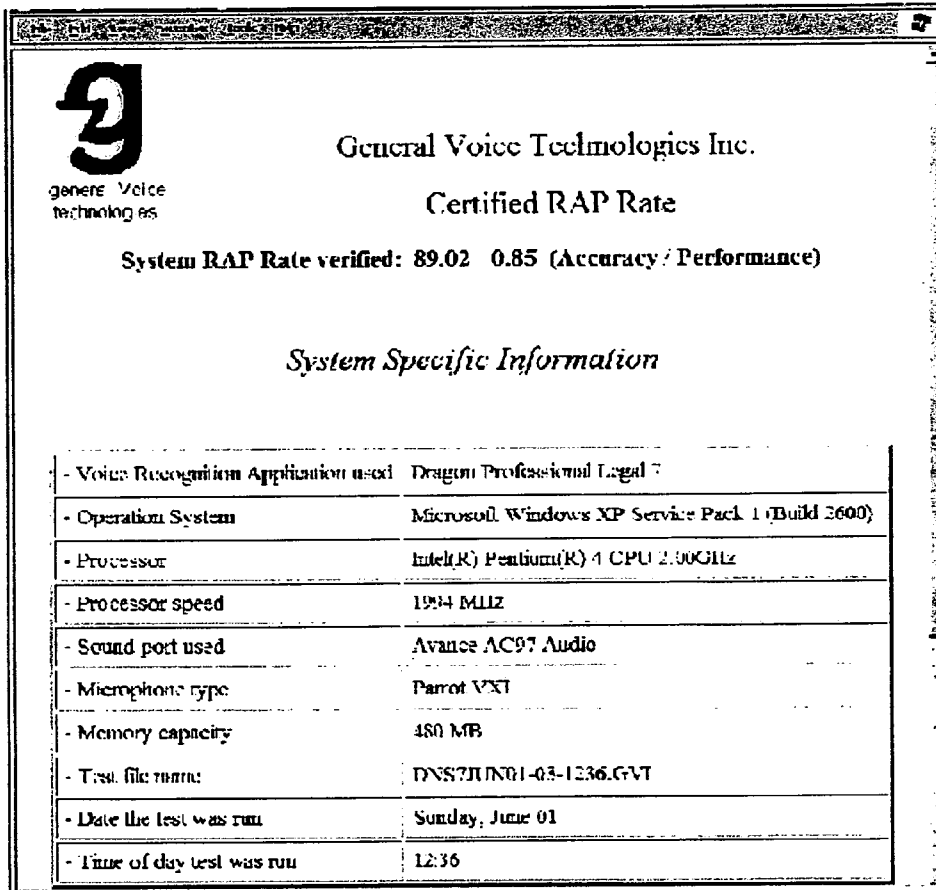 general Voice
technologies
General Voice Technologies Inc.
Certified RAP Rate
System RAP Rate verified: 89.02 0.85 (Accuracy / Performance)
System Specific Information
- Voice Recognition Application used Dragon Professional Legal 7
- Operation System Microsoft Windows XP Service Pack 1 (Build 2600)
- Processor Intel(R) Pentium(R) 4 CPU 2.00GHz
- Processor speed 1994 MHz
- Sound port used Avance AC97 Audio
- Microphone type Parrot VXI
- Memory capacity 480 MB
- Test file name DNS7JUN01-03-1236.GVT
- Date the test was run Sunday, June 01
- Time of day test was run 12:36